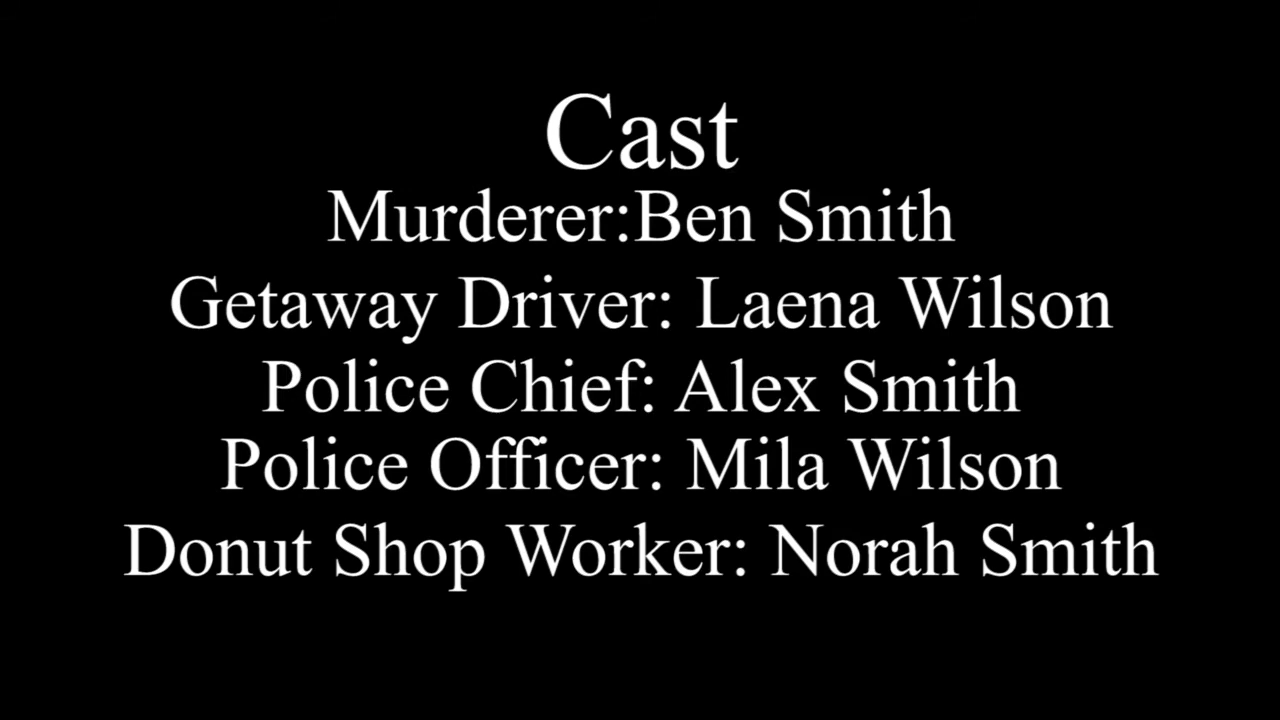 Cast
Murderer:Ben Smith
Getaway Driver: Laena Wilson
Police Chief: Alex Smith
Police Officer: Mila Wilson
Donut Shop Worker: Norah Smith